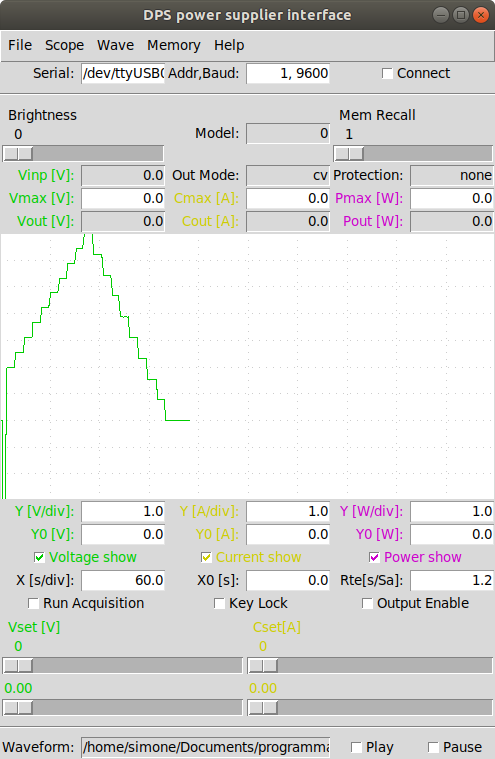 DPS power supplier interface
File Scope Wave Memory Help
Serial: /dev/ttyUSB0 Addr,Baud: 1, 9600 Connect
Brightness Mem Recall
0 Model: 0 1
Vinp [V]: 0.0 Out Mode: cv Protection: none
Vmax [V]: 0.0 Cmax [A]: 0.0 Pmax [W]: 0.0
Vout [V]: 0.0 Cout [A]: 0.0 Pout [W]: 0.0
Y [V/div]: 1.0 Y [A/div]: 1.0 Y [W/div]: 1.0
Y0 [V]: 0.0 Y0 [A]: 0.0 Y0 [W]: 0.0
Voltage show Current show Power show
X [s/div]: 60.0 X0 [s]: 0.0 Rte[s/Sa]: 1.2
Run Acquisition Key Lock Output Enable
Vset [V] Cset[A]
0 0
0.00 0.00
Waveform: /home/simone/Documents/programma Play Pause